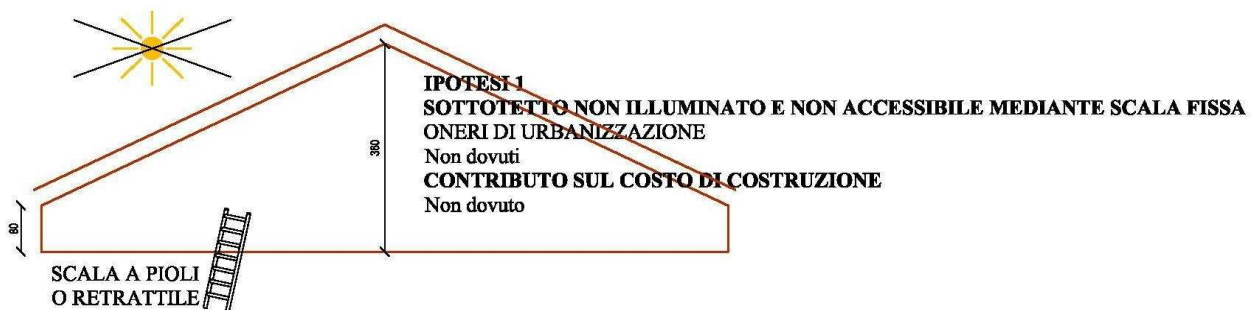 IPOTESI 1
SOTTOTETTO NON ILLUMINATO E NON ACCESSIBILE MEDIANTE SCALA FISSA
ONERI DI URBANIZZAZIONE
Non dovuti
CONTRIBUTO SUL COSTO DI COSTRUZIONE
Non dovuto
360
80
SCALA A PIOLI
O RETRATTILE